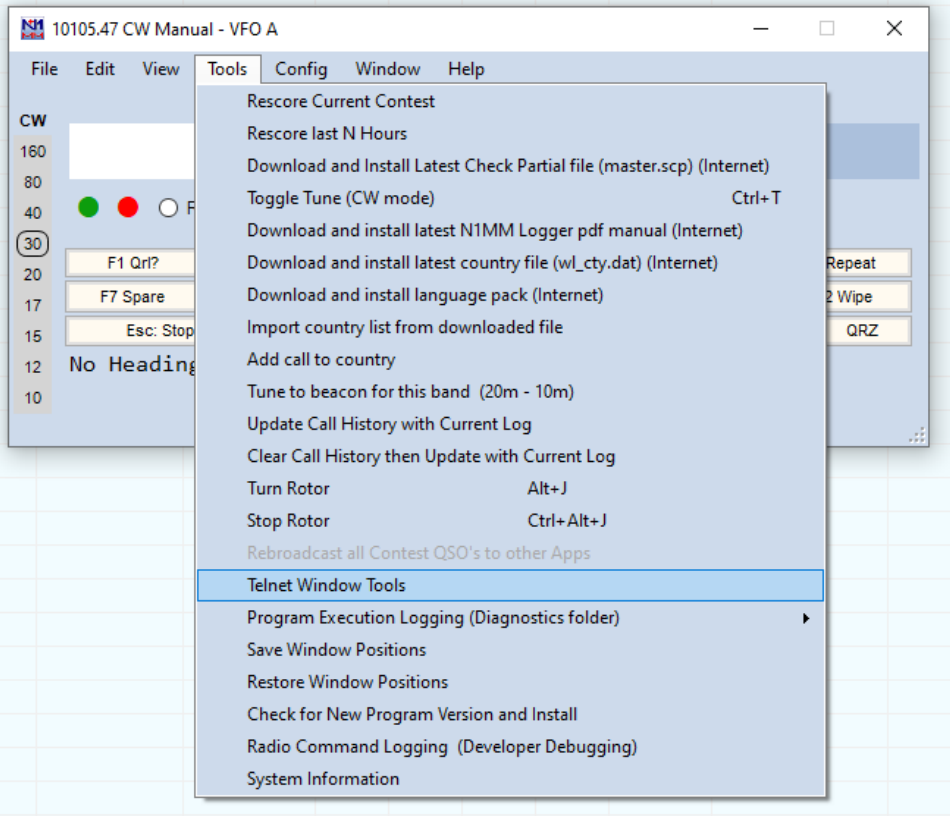 10105.47 CW Manual - VFO A
File Edit View Tools Config Window Help
CW
160
80
40
30
20
17
15
12
10
F1 Qrl?
F7 Spare
Esc: Stop
No Heading
Repeat
2 Wipe
QRZ
Rescore Current Contest
Rescore last N Hours
Download and Install Latest Check Partial file (master.scp) (Internet)
Toggle Tune (CW mode) Ctrl+T
Download and install latest N1MM Logger pdf manual (Internet)
Download and install latest country file (wl_cty.dat) (Internet)
Download and install language pack (Internet)
Import country list from downloaded file
Add call to country
Tune to beacon for this band (20m - 10m)
Update Call History with Current Log
Clear Call History then Update with Current Log
Turn Rotor Alt+J
Stop Rotor Ctrl+Alt+J
Rebroadcast all Contest QSO's to other Apps
Telnet Window Tools
Program Execution Logging (Diagnostics folder)
Save Window Positions
Restore Window Positions
Check for New Program Version and Install
Radio Command Logging (Developer Debugging)
System Information